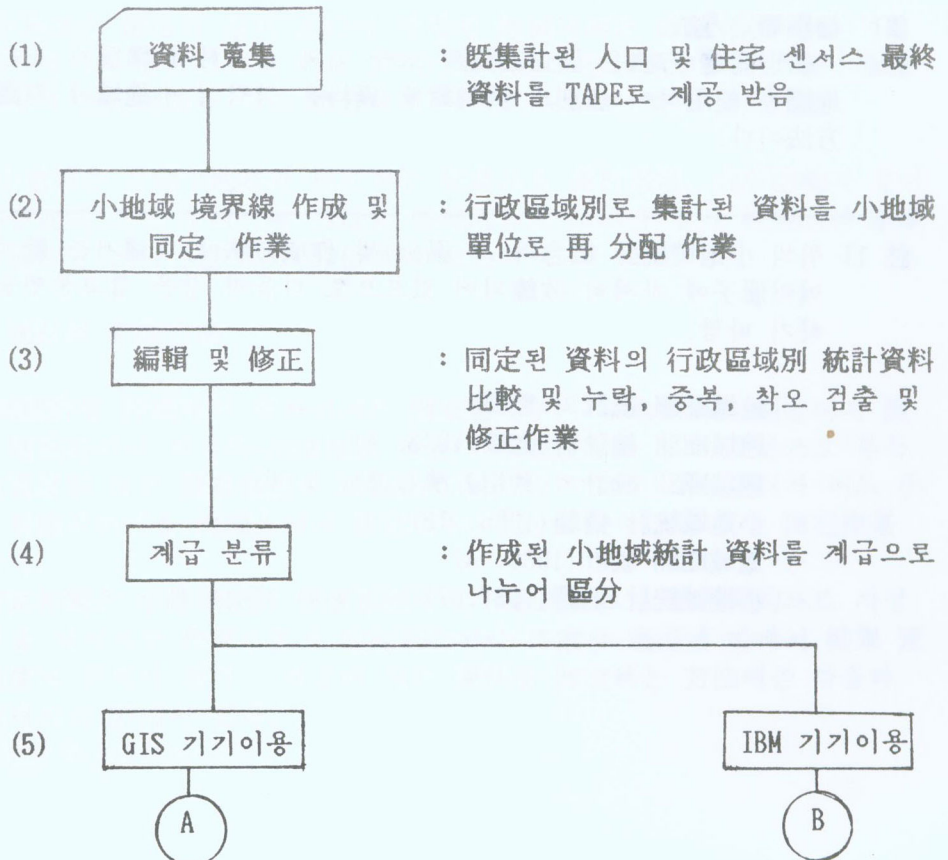 (1) 資料 蒐集 : 旣集計된 人口 및 住宅 센서스 最終
資料를 TAPE로 제공 받음
(2) 小地域 境界線 作成 및 : 行政區域別로 集計된 資料를 小地域
同定 作業 單位로 再 分配 作業
(3) 編輯 및 修正 : 同定된 資料의 行政區域別 統計資料
比較 및 누락, 중복, 착오 검출 및
修正作業
(4) 계급 분류 : 作成된 小地域統計 資料를 계급으로
나누어 區分
(5) GIS 기기이용 IBM 기기이용
A B